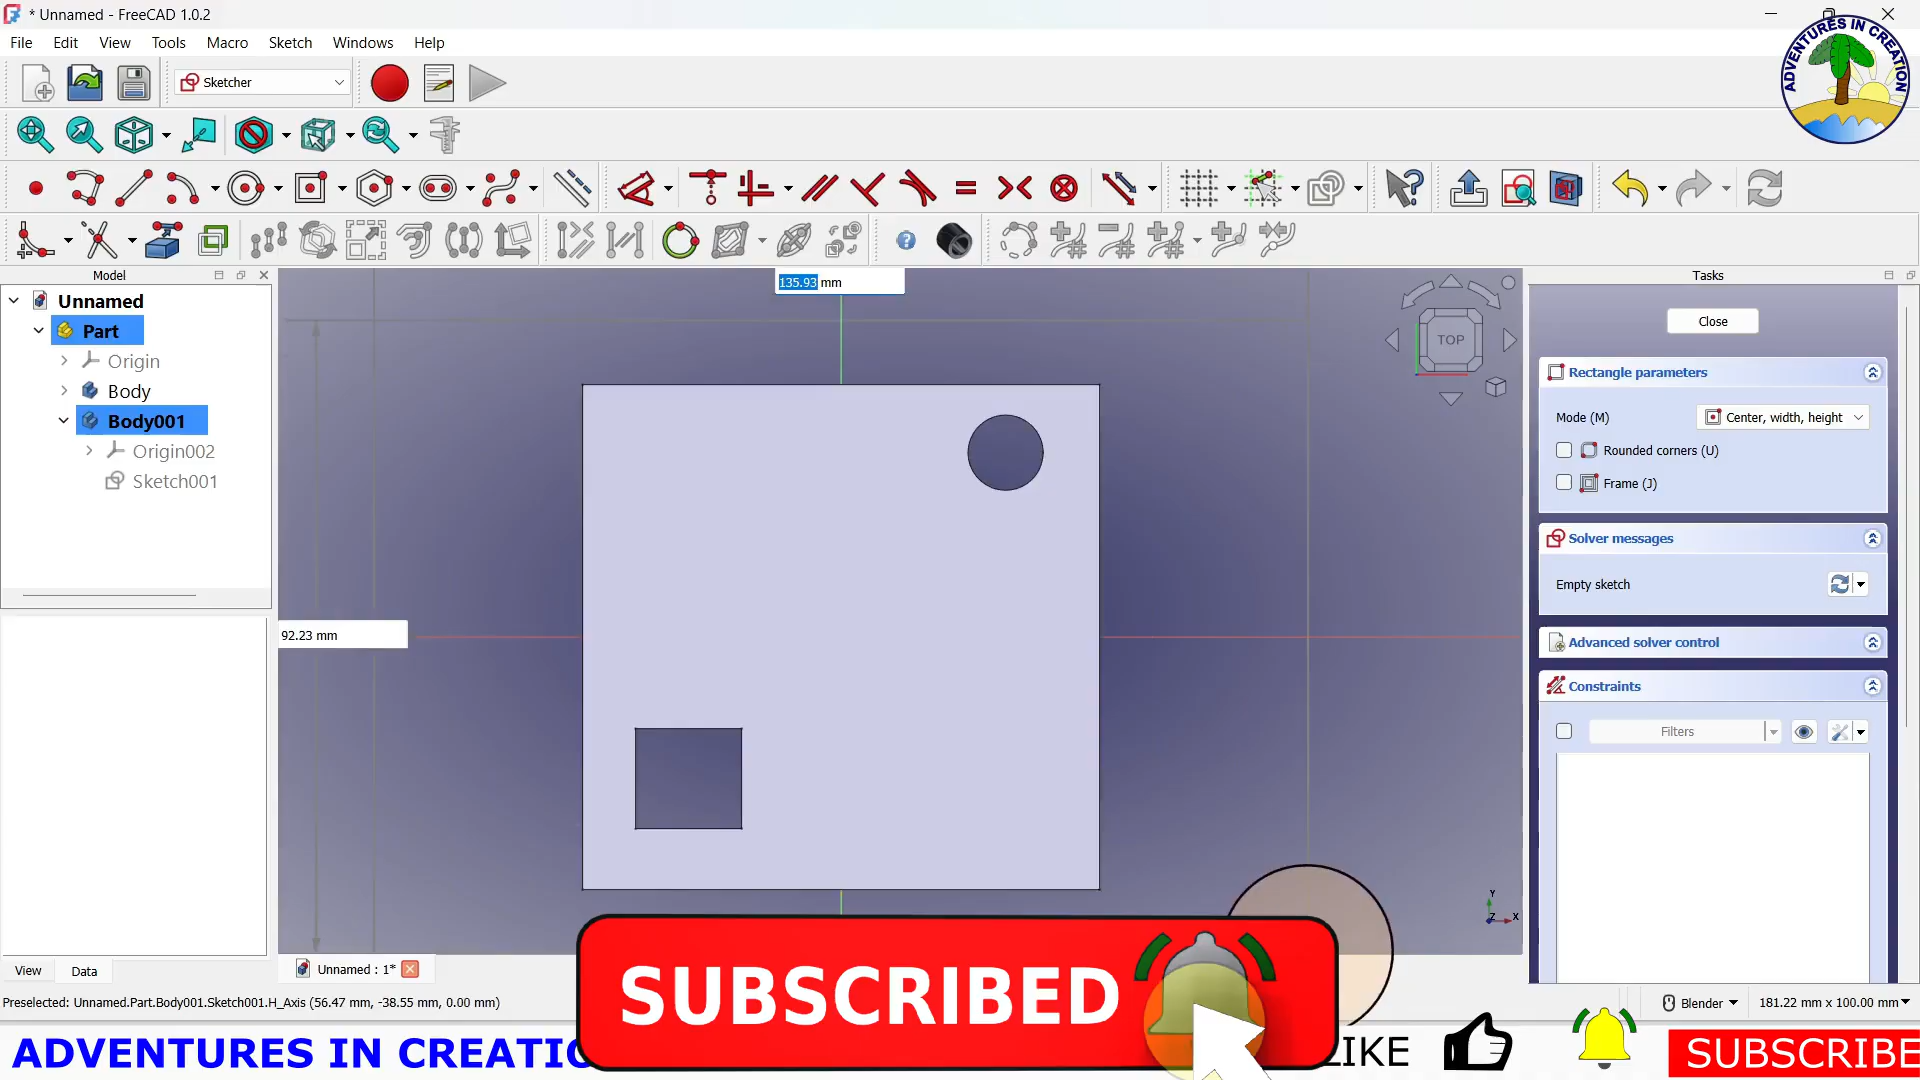 * Unnamed - FreeCAD 1.0.2
ADVENTURES IN CREATION
File Edit View Tools Macro Sketch Windows Help
Sketcher
Model
Tasks
135.93 mm
Unnamed
Part
Origin
Body
Body001
Origin002
Sketch001
TOP
Close
Rectangle parameters
Mode (M) Center, width, height
Rounded corners (U)
Frame (J)
Solver messages
Empty sketch
92.23 mm
Advanced solver control
Constraints
Filters
Y
Z X
View Data
Unnamed : 1*
Preselected: Unnamed.Part.Body001.Sketch001.H_Axis (56.47 mm, -38.55 mm, 0.00 mm)
Blender 181.22 mm x 100.00 mm
SUBSCRIBED
ADVENTURES IN CREATIO
LIKE
SUBSCRIBE